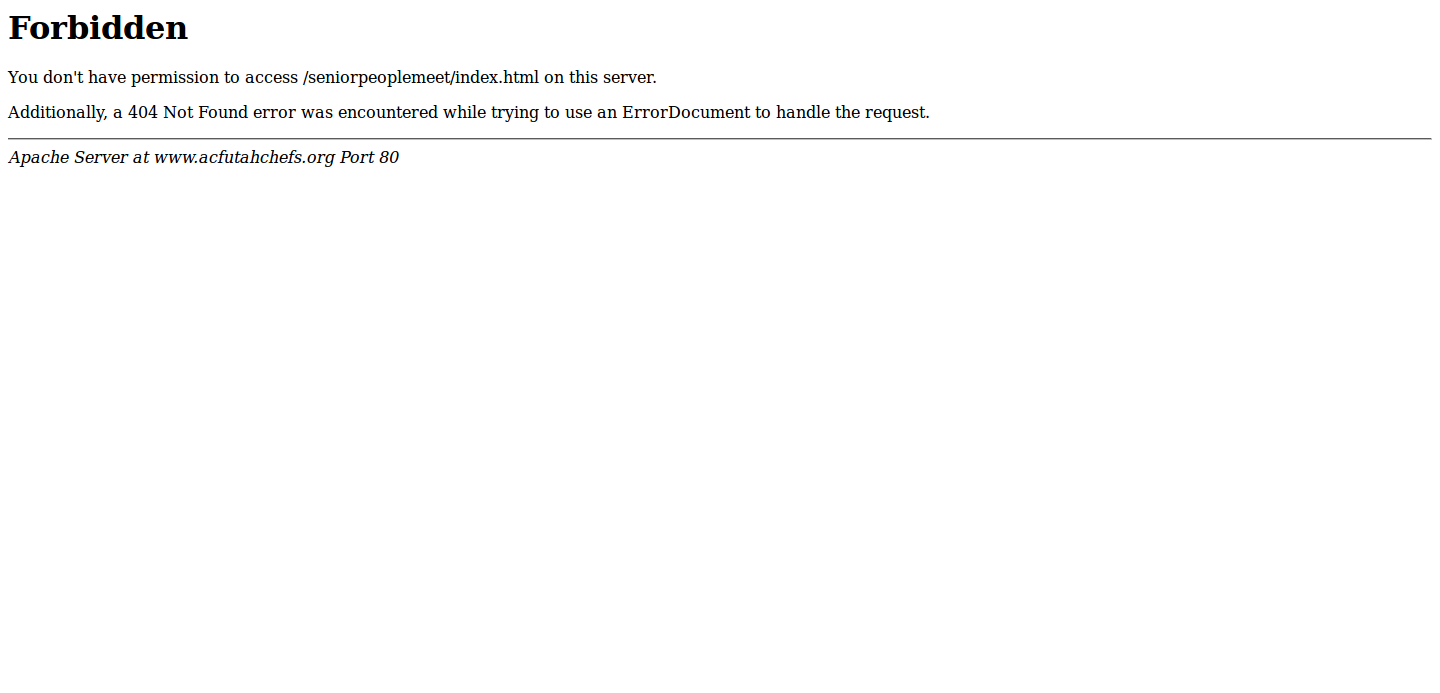 Forbidden
You don't have permission to access /seniorpeoplemeet/index.html on this server.
Additionally, a 404 Not Found error was encountered while trying to use an ErrorDocument to handle the request.
Apache Server at www.acfutahchefs.org Port 80